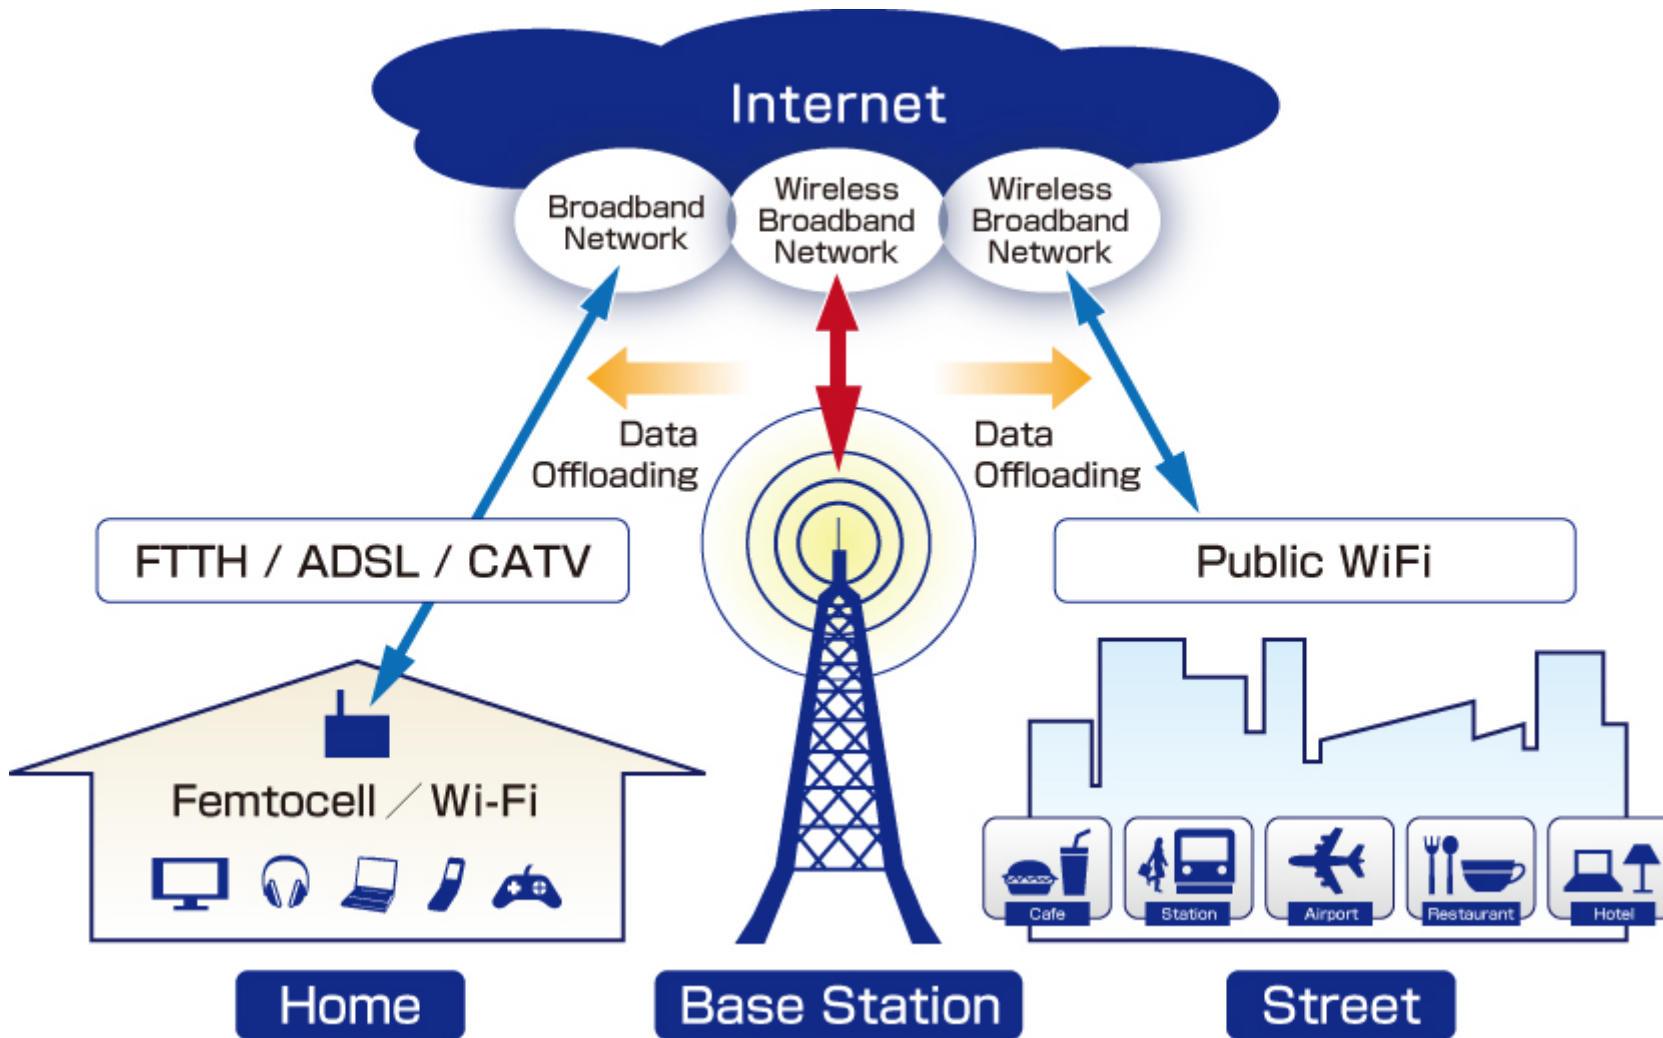 Internet
Broadband
Network
Wireless
Broadband
Network
Wireless
Broadband
Network
Data
Offloading
Data
Offloading
FTTH / ADSL / CATV
Public WiFi
Femtocell／Wi-Fi
Cafe
Station
Airport
Restaurant
Hotel
Home
Base Station
Street